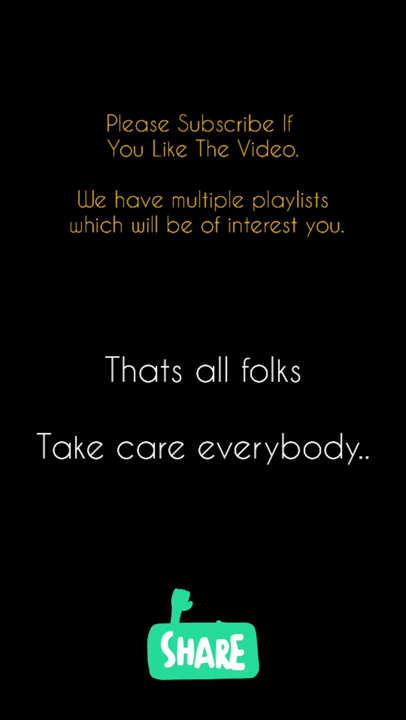 Please Subscribe If
You Like The Video.
We have multiple playlists
which will be of interest you.
Thats all folks
Take care everybody..
SHARE